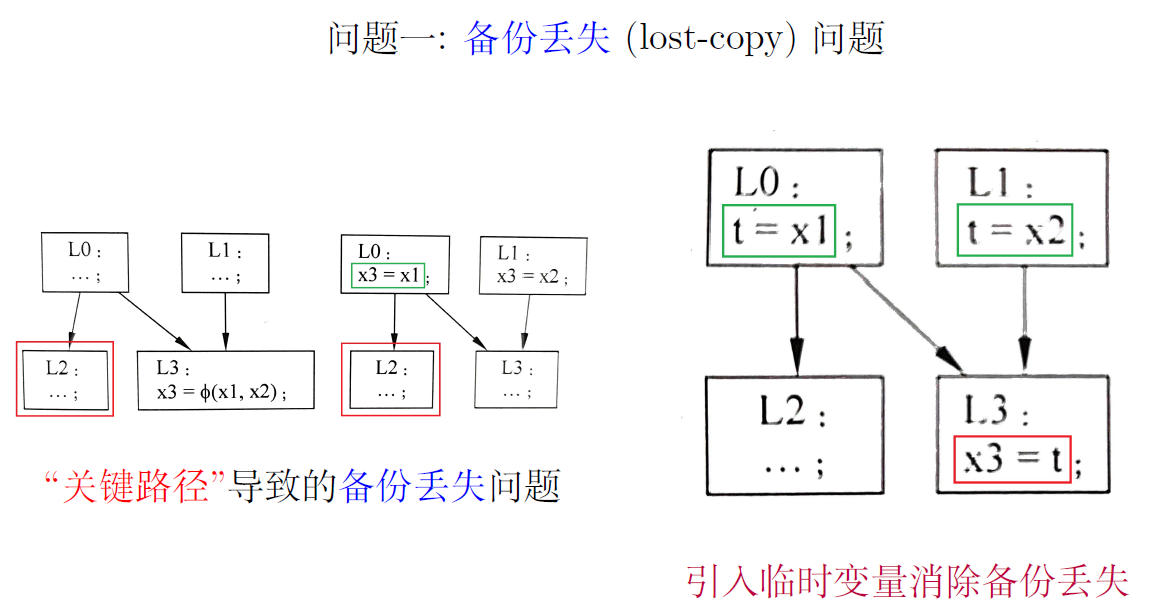 问题一: 备份丢失 (lost-copy) 问题
L0：
…；
L1：
…；
L2：
…；
L3：
x3 = ϕ(x1, x2)；
L0：
x3 = x1；
L1：
x3 = x2；
L2：
…；
L3：
…；
“关键路径”导致的备份丢失问题
L0：
t = x1；
L1：
t = x2；
L2：
…；
L3：
x3 = t；
引入临时变量消除备份丢失